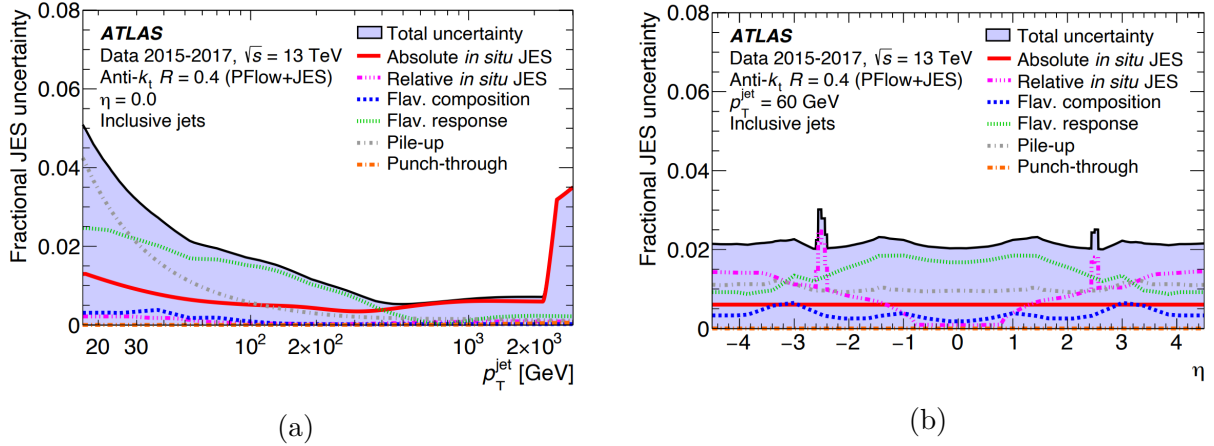 ATLAS
Data 2015-2017, √s = 13 TeV
Anti-kt R = 0.4 (PFlow+JES)
η = 0.0
Inclusive jets
Total uncertainty
Absolute in situ JES
Relative in situ JES
Flav. composition
Flav. response
Pile-up
Punch-through
Fractional JES uncertainty
0.08
0.06
0.04
0.02
0
20 30 10² 2×10² 10³ 2×10³
pTjet [GeV]
(a)
ATLAS
Data 2015-2017, √s = 13 TeV
Anti-kt R = 0.4 (PFlow+JES)
pTjet = 60 GeV
Inclusive jets
Total uncertainty
Absolute in situ JES
Relative in situ JES
Flav. composition
Flav. response
Pile-up
Punch-through
Fractional JES uncertainty
0.08
0.06
0.04
0.02
0
−4 −3 −2 −1 0 1 2 3 4
η
(b)